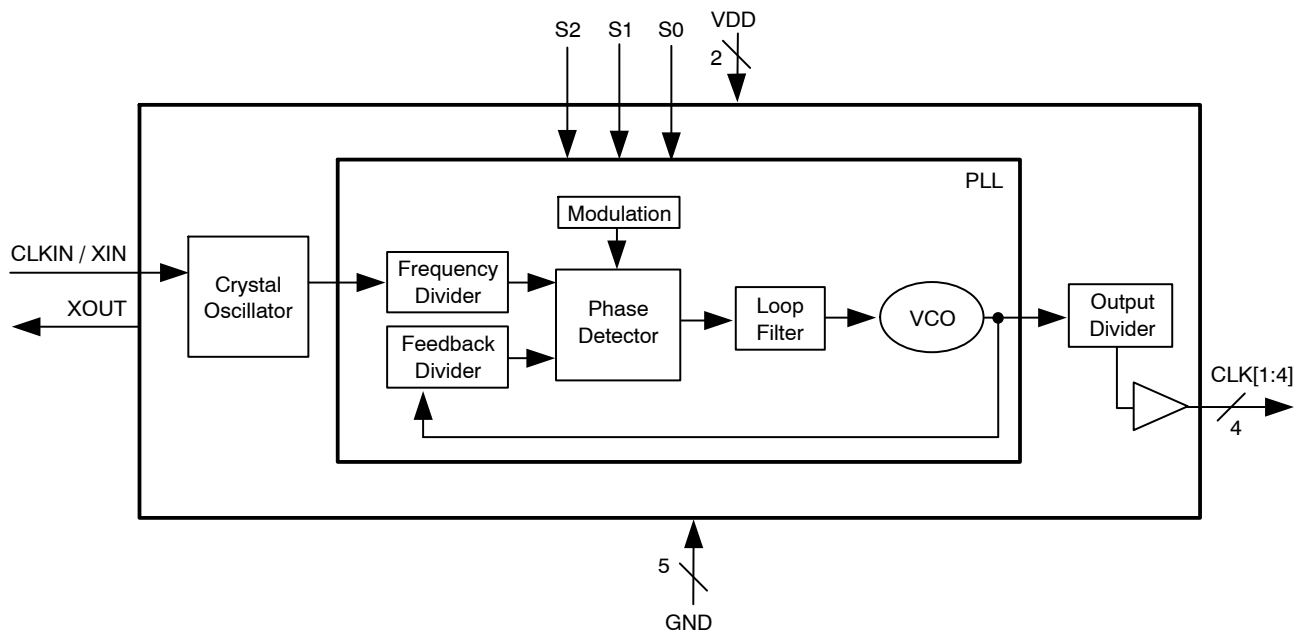 S2
S1
S0
VDD
2
PLL
Modulation
CLKIN / XIN
XOUT
Crystal
Oscillator
Frequency
Divider
Feedback
Divider
Phase
Detector
Loop
Filter
VCO
Output
Divider
CLK[1:4]
4
5
GND